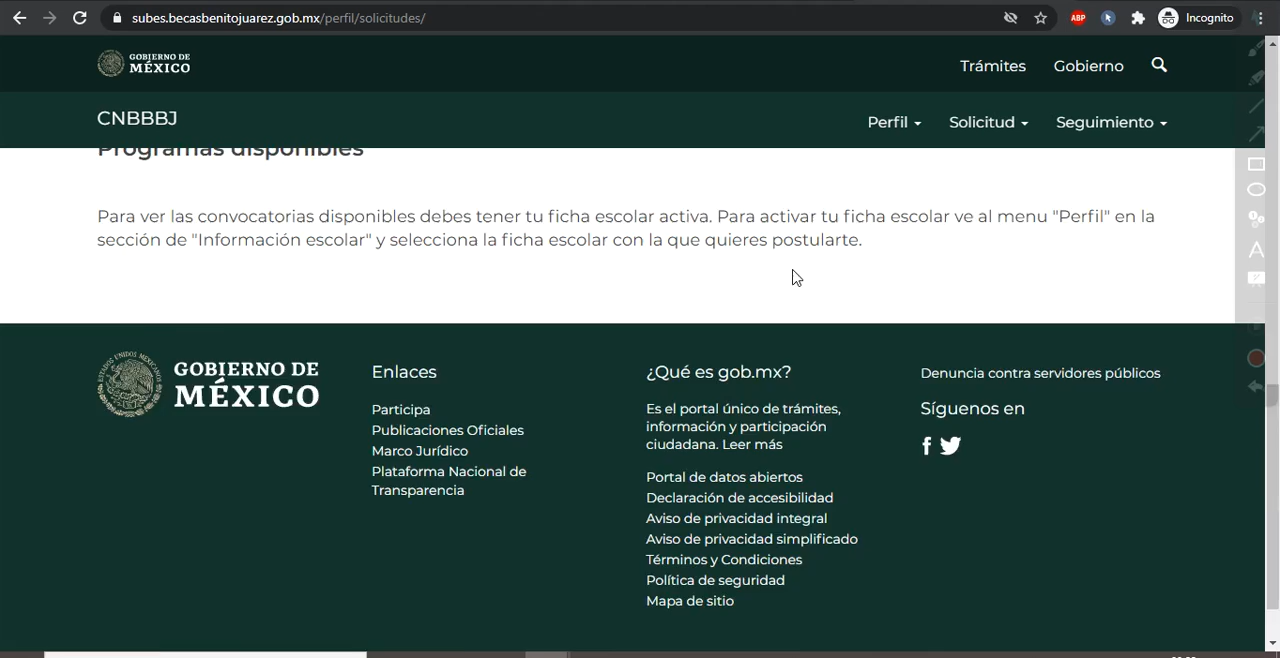 subes.becasbenitojuarez.gob.mx/perfil/solicitudes/
ABP
Incognito
GOBIERNO DE
MÉXICO
Trámites
Gobierno
CNBBBJ
Perfil
Solicitud
Seguimiento
Programas disponibles
Para ver las convocatorias disponibles debes tener tu ficha escolar activa. Para activar tu ficha escolar ve al menu "Perfil" en la
sección de "Información escolar" y selecciona la ficha escolar con la que quieres postularte.
ESTADOS UNIDOS MEXICANOS
GOBIERNO DE
MÉXICO
Enlaces
Participa
Publicaciones Oficiales
Marco Jurídico
Plataforma Nacional de
Transparencia
¿Qué es gob.mx?
Es el portal único de trámites,
información y participación
ciudadana. Leer más
Portal de datos abiertos
Declaración de accesibilidad
Aviso de privacidad integral
Aviso de privacidad simplificado
Términos y Condiciones
Política de seguridad
Mapa de sitio
Denuncia contra servidores públicos
Síguenos en